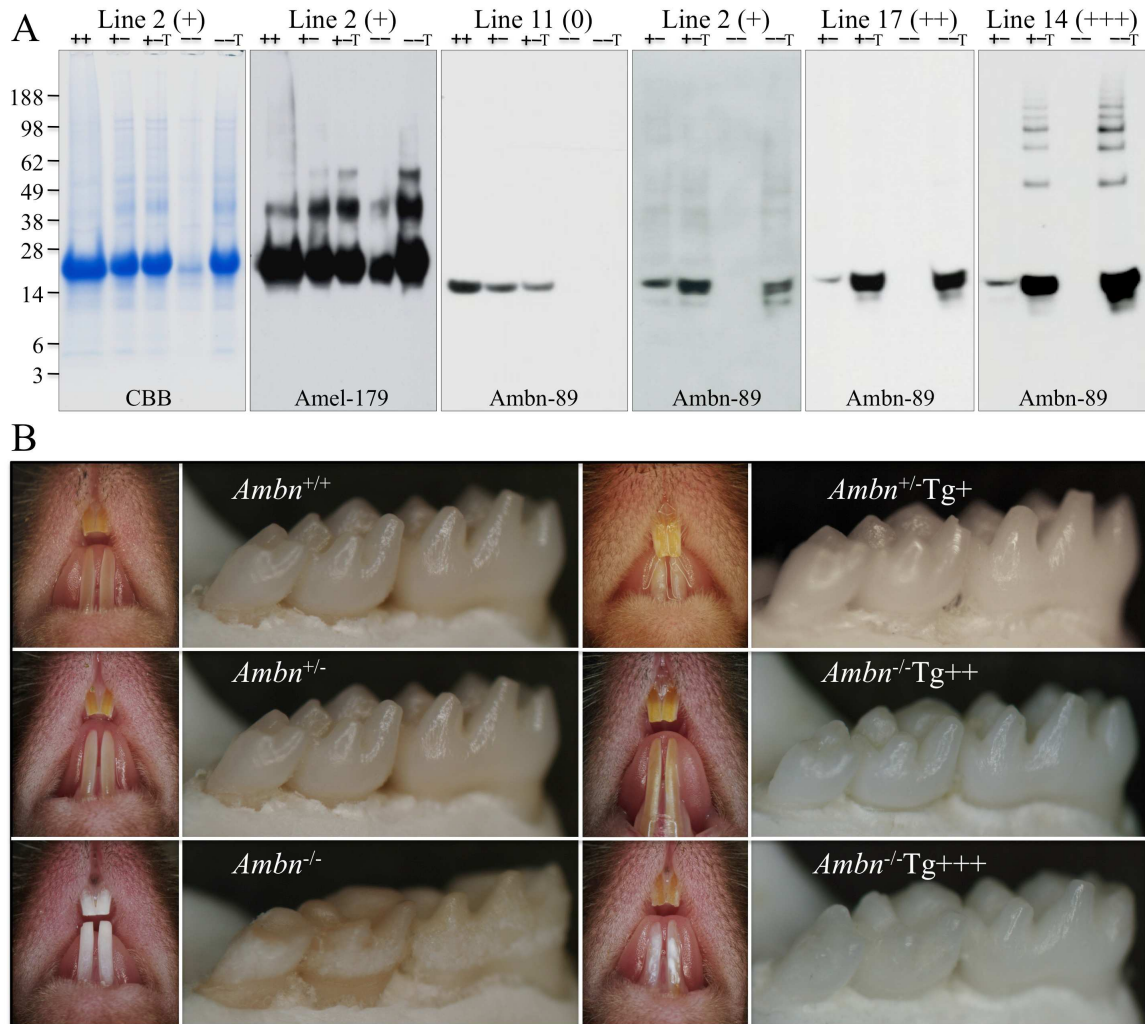 A
Line 2 (+) Line 2 (+) Line 11 (0) Line 2 (+) Line 17 (++) Line 14 (+++)
++ +− +−T −− −−T ++ +− +−T −− −−T ++ +− +−T −− −−T +− +−T −− −−T +− +−T −− −−T +− +−T −− −−T
188
98
62
49
38
28
14
6
3
CBB Amel-179 Ambn-89 Ambn-89 Ambn-89 Ambn-89
B
Ambn+/+ Ambn+/-Tg+
Ambn+/- Ambn-/-Tg++
Ambn-/- Ambn-/-Tg+++